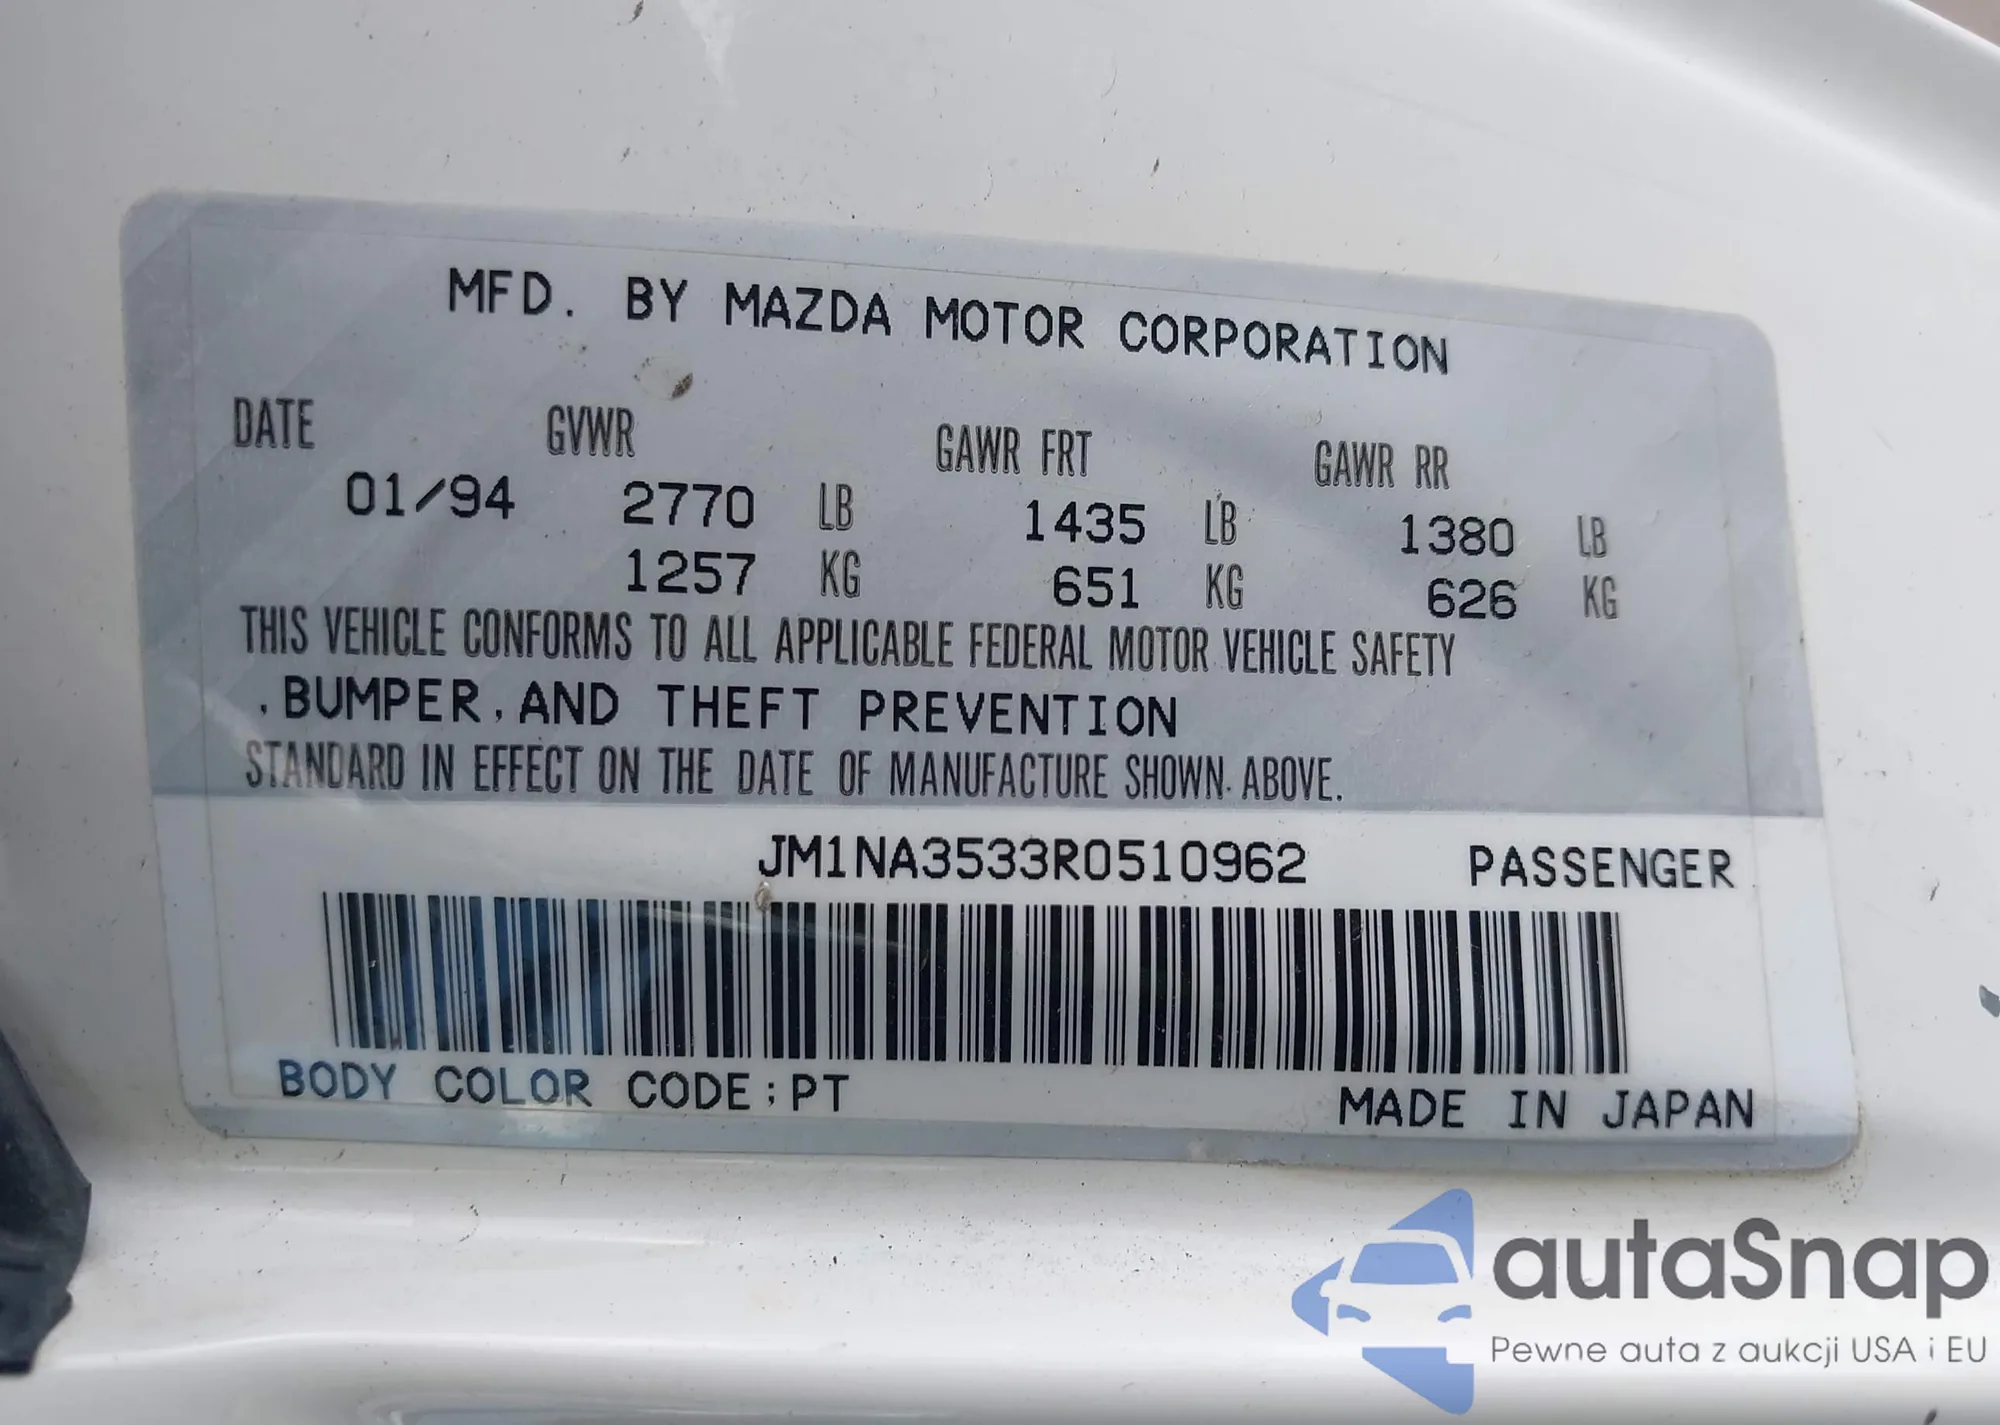 MFD. BY MAZDA MOTOR CORPORATION
DATE GVWR GAWR FRT GAWR RR
01/94 2770 LB 1435 LB 1380 LB
1257 KG 651 KG 626 KG
THIS VEHICLE CONFORMS TO ALL APPLICABLE FEDERAL MOTOR VEHICLE SAFETY
,BUMPER,AND THEFT PREVENTION
STANDARD IN EFFECT ON THE DATE OF MANUFACTURE SHOWN ABOVE.
JM1NA3533R0510962 PASSENGER
BODY COLOR CODE;PT MADE IN JAPAN
autaSnap
Pewne auta z aukcji USA i EU